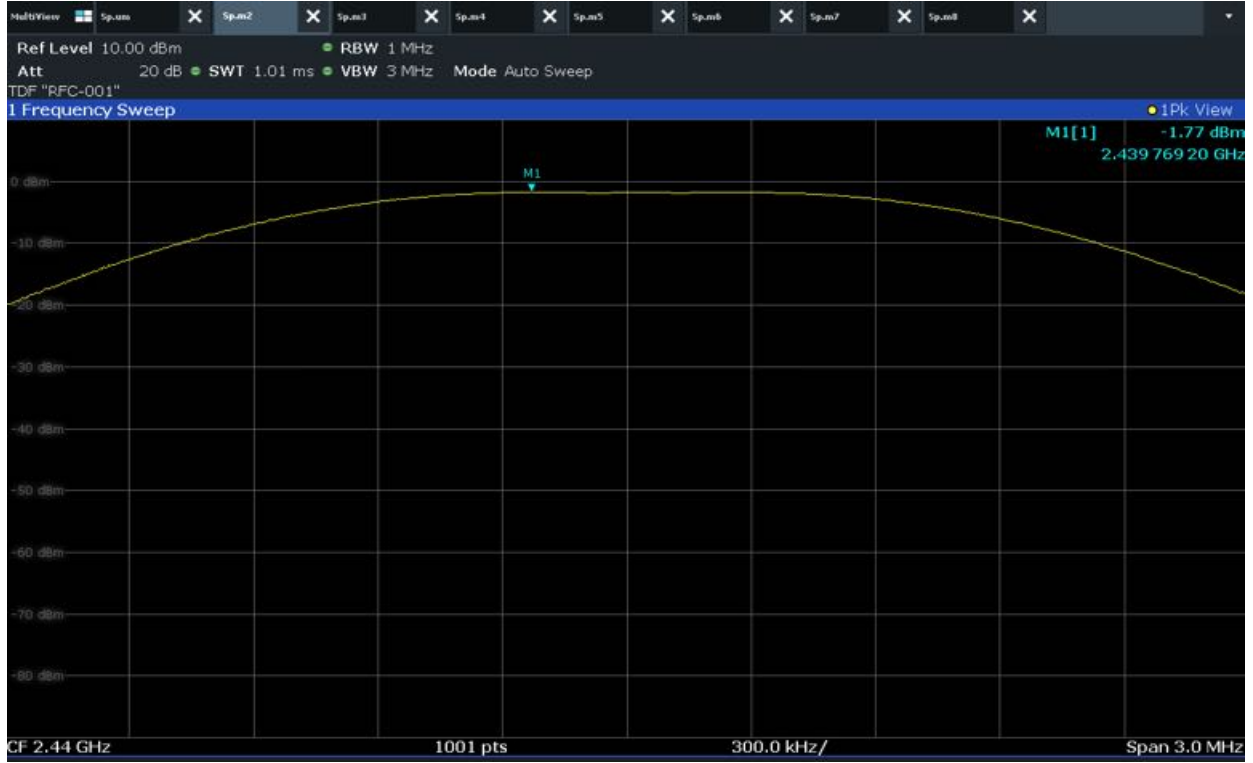 MultiView Sp.um Sp.m2 Sp.m3 Sp.m4 Sp.m5 Sp.m6 Sp.m7 Sp.m8
Ref Level 10.00 dBm RBW 1 MHz
Att 20 dB SWT 1.01 ms VBW 3 MHz Mode Auto Sweep
TDF "RFC-001"
1 Frequency Sweep 1Pk View
M1[1] -1.77 dBm
2.439 769 20 GHz
M1
0 dBm
-10 dBm
-20 dBm
-30 dBm
-40 dBm
-50 dBm
-60 dBm
-70 dBm
-80 dBm
CF 2.44 GHz 1001 pts 300.0 kHz/ Span 3.0 MHz